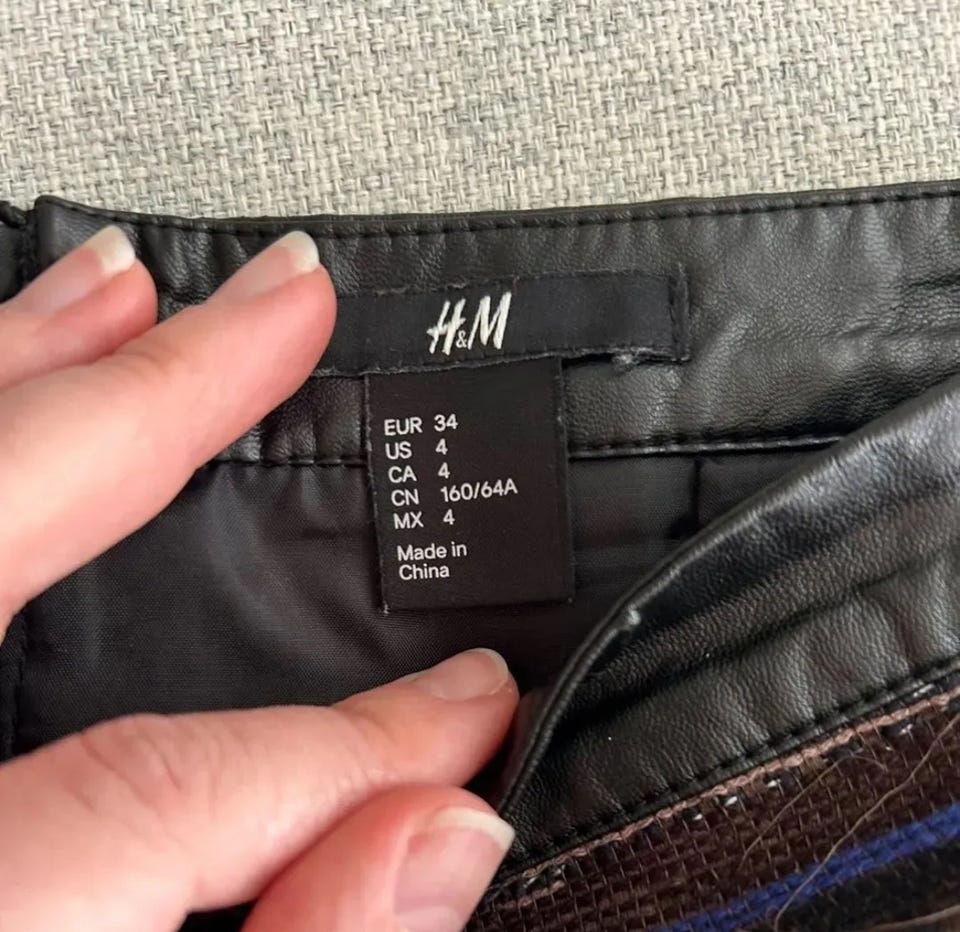 H&M
EUR 34
US 4
CA 4
CN 160/64A
MX 4
Made in
China